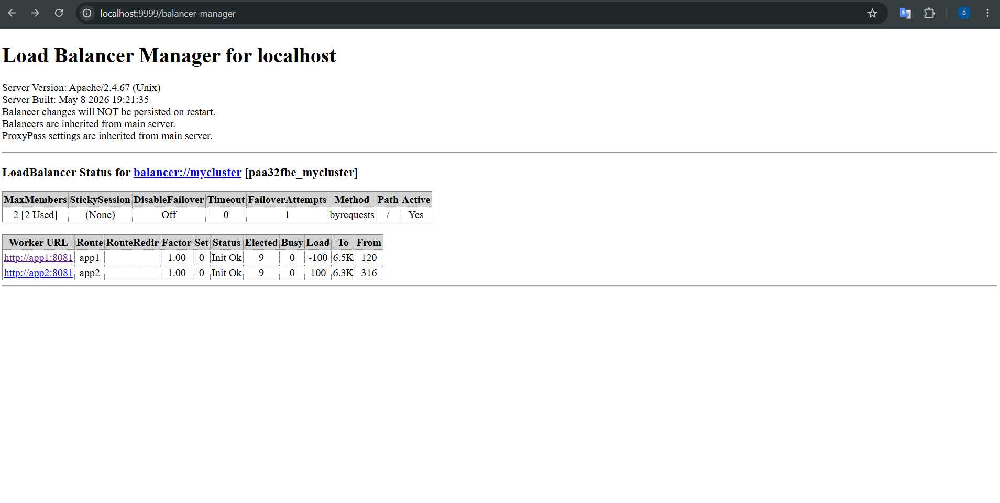 localhost:9999/balancer-manager
a
Load Balancer Manager for localhost
Server Version: Apache/2.4.67 (Unix)
Server Built: May 8 2026 19:21:35
Balancer changes will NOT be persisted on restart.
Balancers are inherited from main server.
ProxyPass settings are inherited from main server.
LoadBalancer Status for balancer://mycluster [paa32fbe_mycluster]
MaxMembers StickySession DisableFailover Timeout FailoverAttempts Method Path Active
2 [2 Used] (None) Off 0 1 byrequests / Yes
Worker URL Route RouteRedir Factor Set Status Elected Busy Load To From
http://app1:8081 app1 1.00 0 Init Ok 9 0 -100 6.5K 120
http://app2:8081 app2 1.00 0 Init Ok 9 0 100 6.3K 316